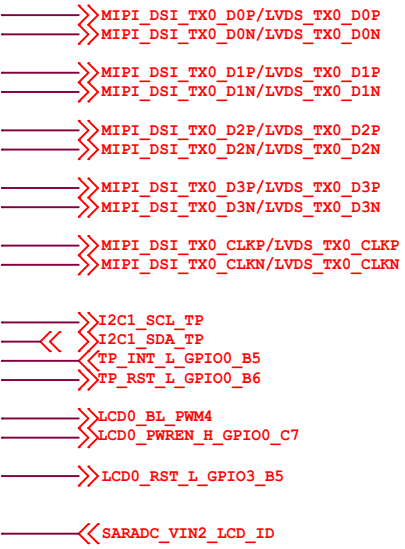 MIPI_DSI_TX0_D0P/LVDS_TX0_D0P
MIPI_DSI_TX0_D0N/LVDS_TX0_D0N
MIPI_DSI_TX0_D1P/LVDS_TX0_D1P
MIPI_DSI_TX0_D1N/LVDS_TX0_D1N
MIPI_DSI_TX0_D2P/LVDS_TX0_D2P
MIPI_DSI_TX0_D2N/LVDS_TX0_D2N
MIPI_DSI_TX0_D3P/LVDS_TX0_D3P
MIPI_DSI_TX0_D3N/LVDS_TX0_D3N
MIPI_DSI_TX0_CLKP/LVDS_TX0_CLKP
MIPI_DSI_TX0_CLKN/LVDS_TX0_CLKN
I2C1_SCL_TP
I2C1_SDA_TP
TP_INT_L_GPIO0_B5
TP_RST_L_GPIO0_B6
LCD0_BL_PWM4
LCD0_PWREN_H_GPIO0_C7
LCD0_RST_L_GPIO3_B5
SARADC_VIN2_LCD_ID